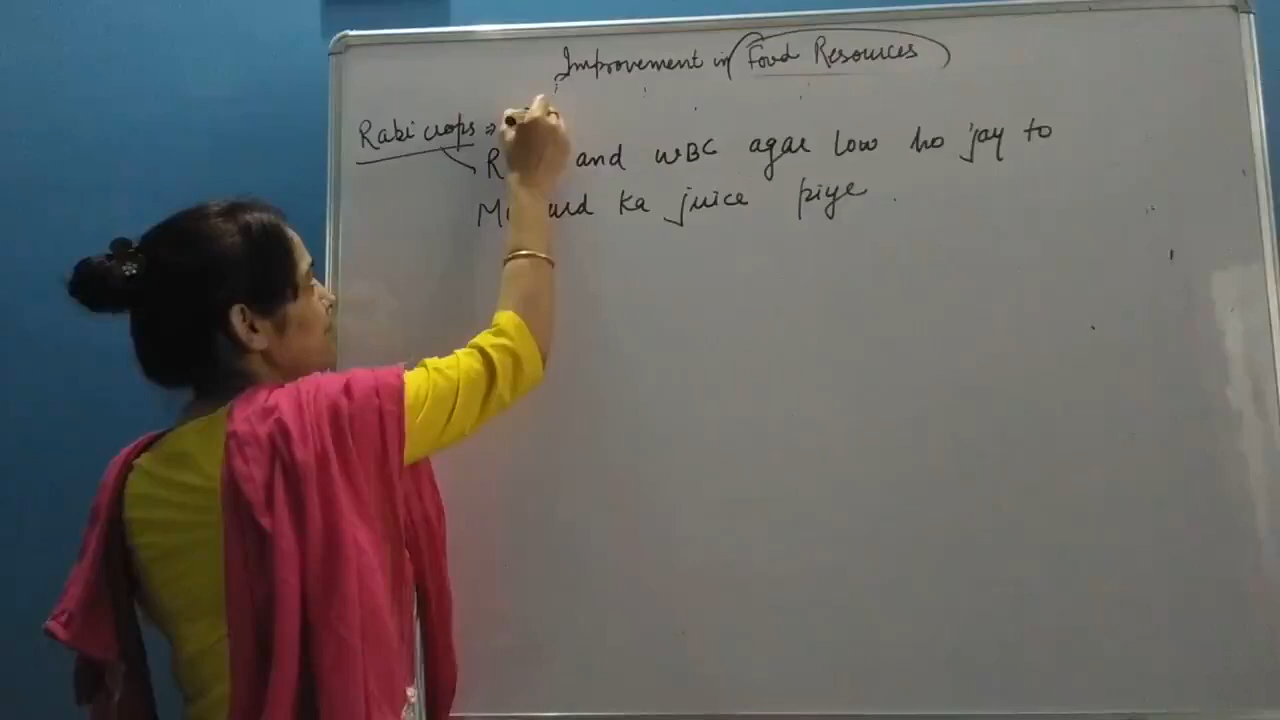 Improvement in (Food Resources)
Rabi crops ⇒
and WBC agar low ho jay to
ka juice piye